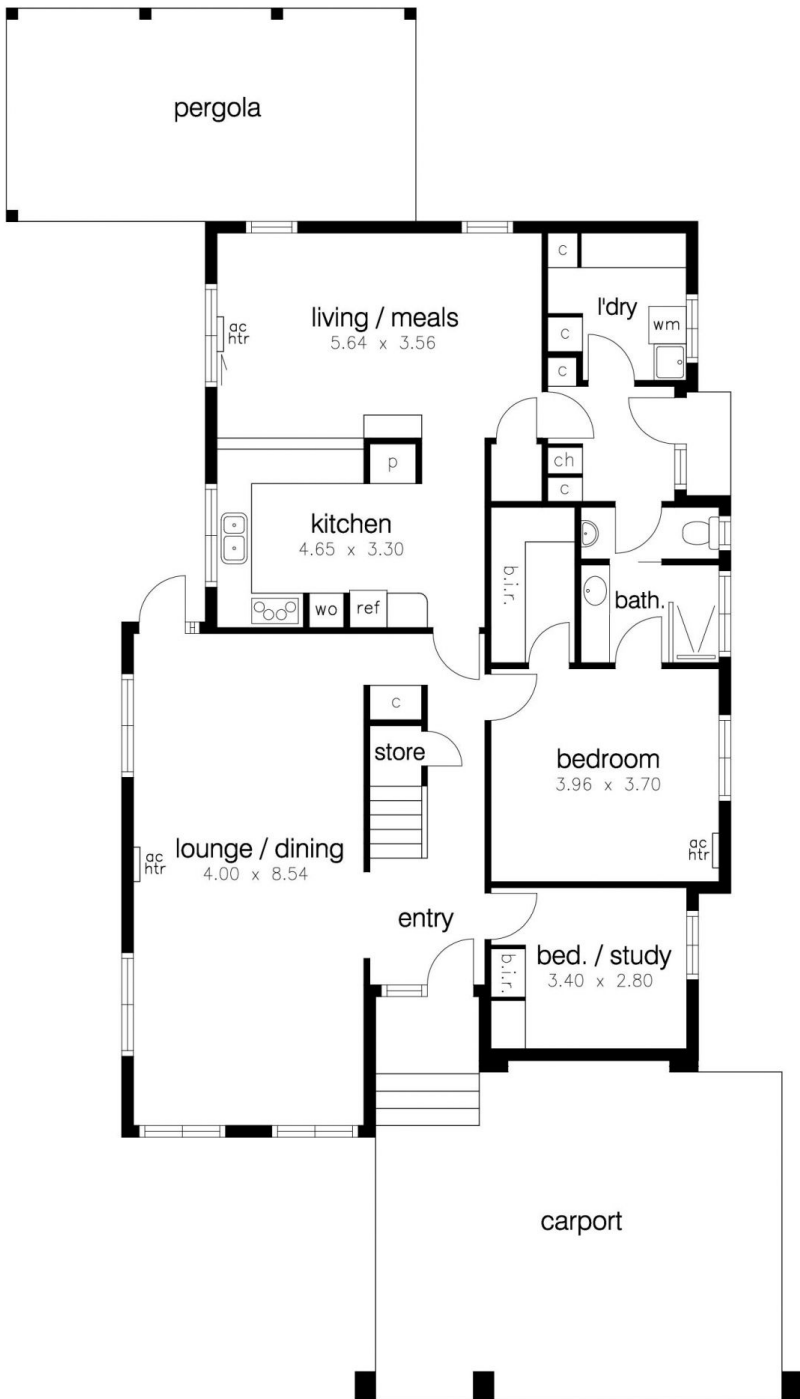 pergola
c
living / meals
5.64 x 3.56
ac
htr
l'dry
wm
c
c
p
ch
c
kitchen
4.65 x 3.30
b.i.r.
bath.
wo
ref
c
store
bedroom
3.96 x 3.70
ac
htr
lounge / dining
4.00 x 8.54
ac
htr
entry
bed. / study
3.40 x 2.80
b.i.r.
carport